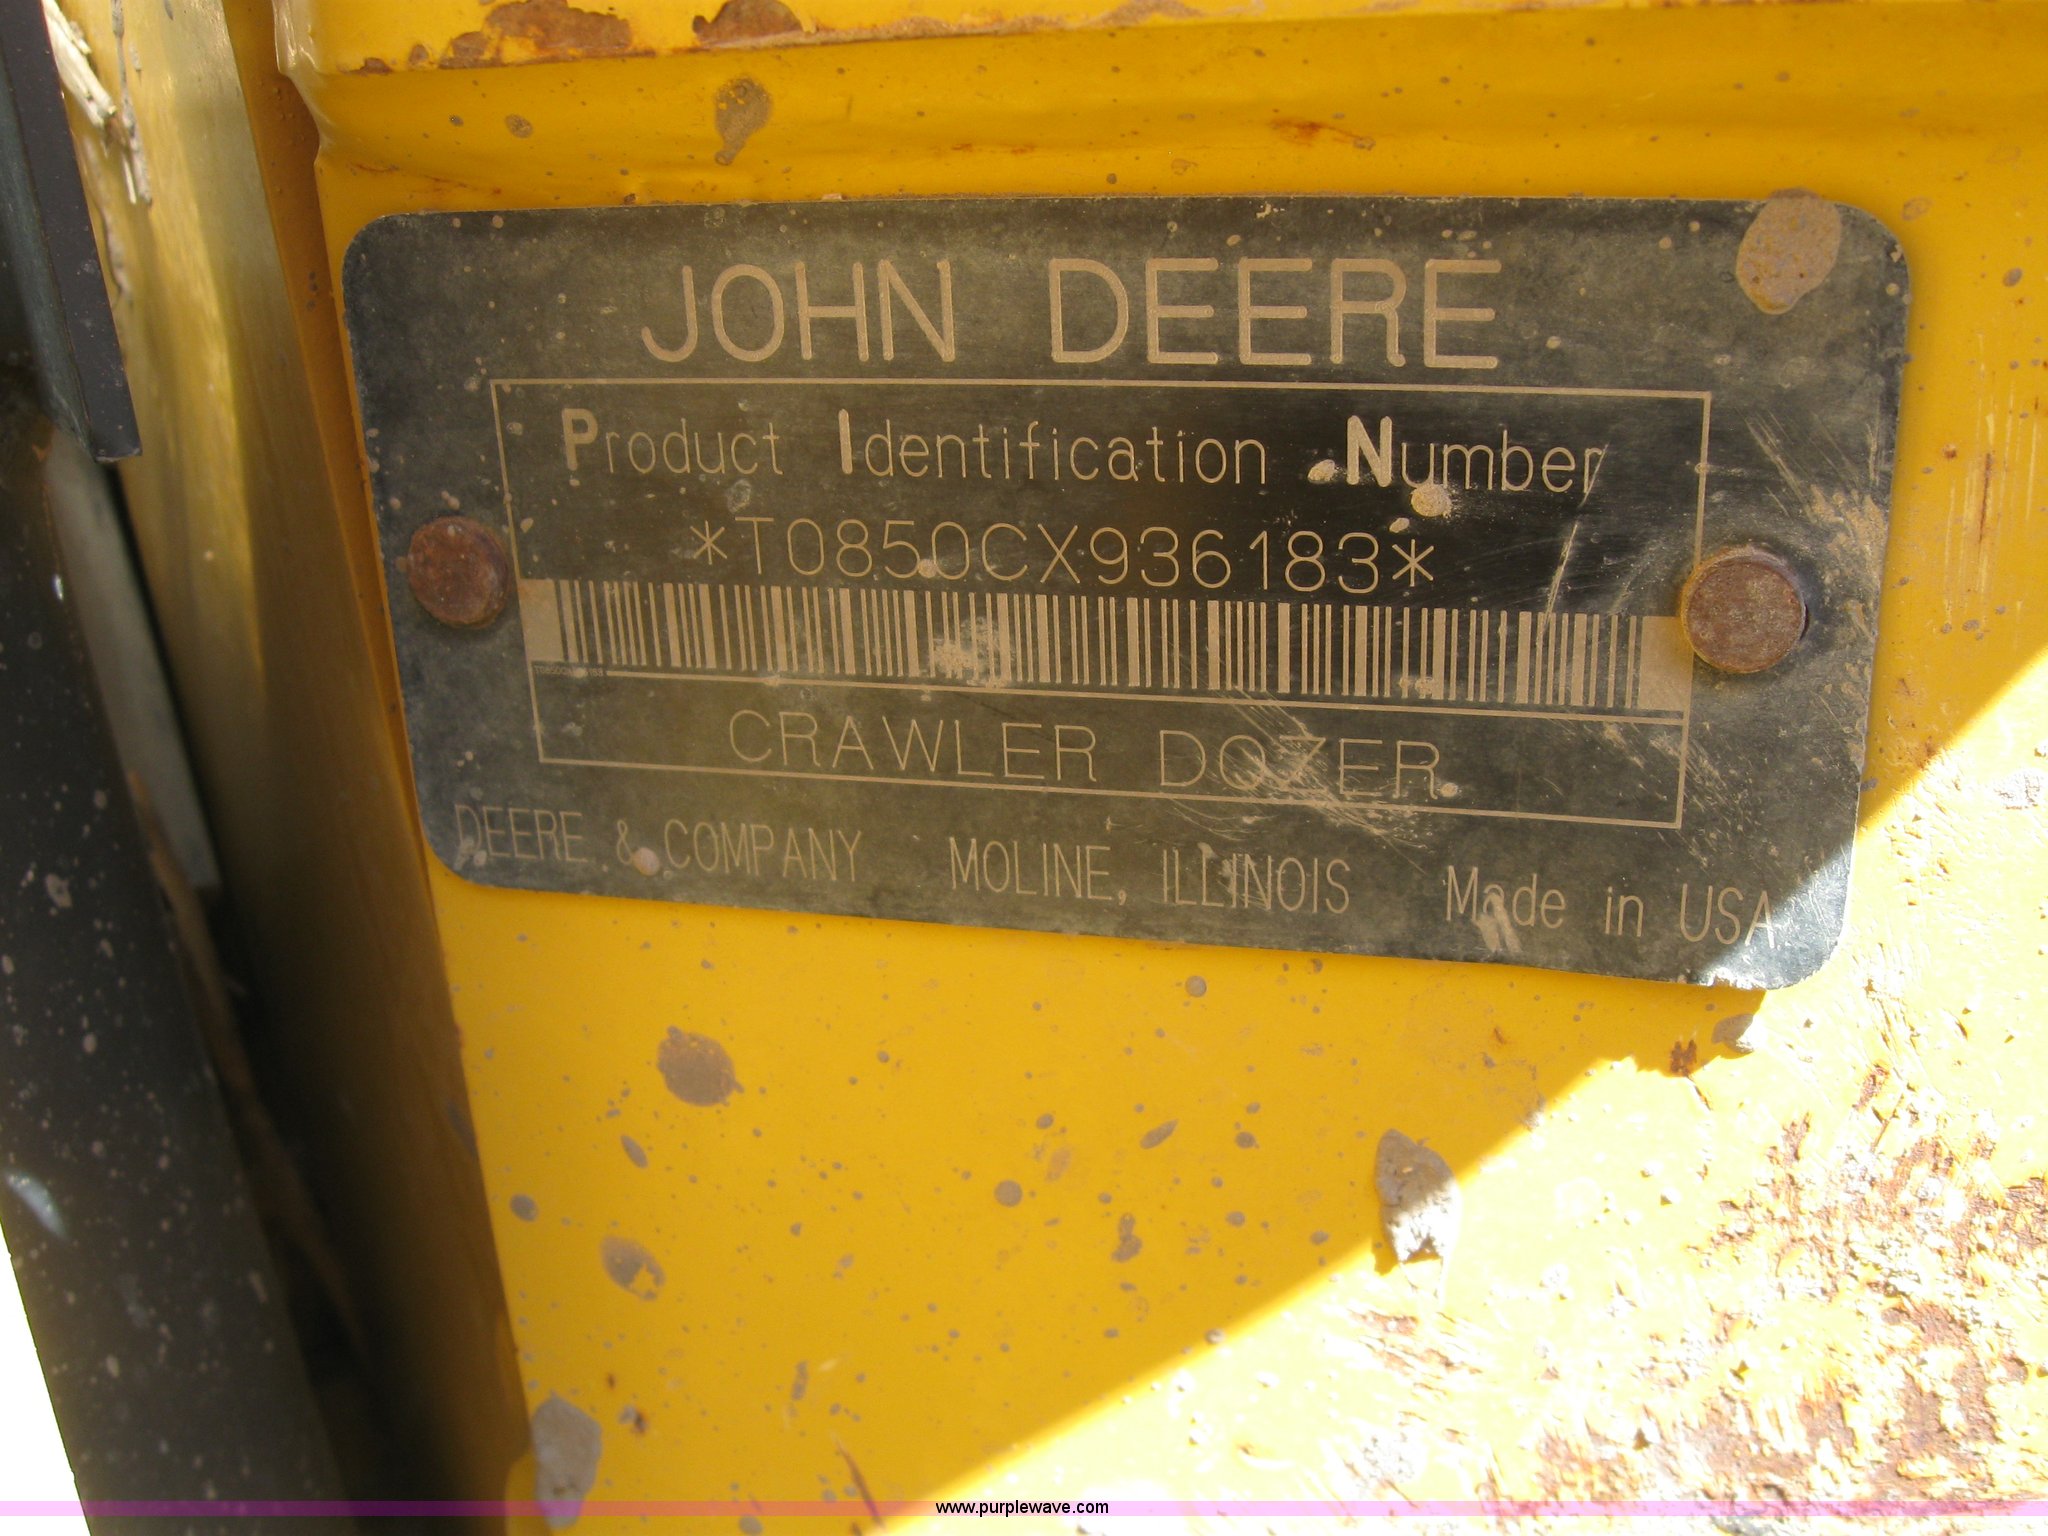 JOHN DEERE
Product Identification Number
*T0850CX936183*
CRAWLER DOZER
DEERE & COMPANY MOLINE, ILLINOIS Made in USA
www.purplewave.com